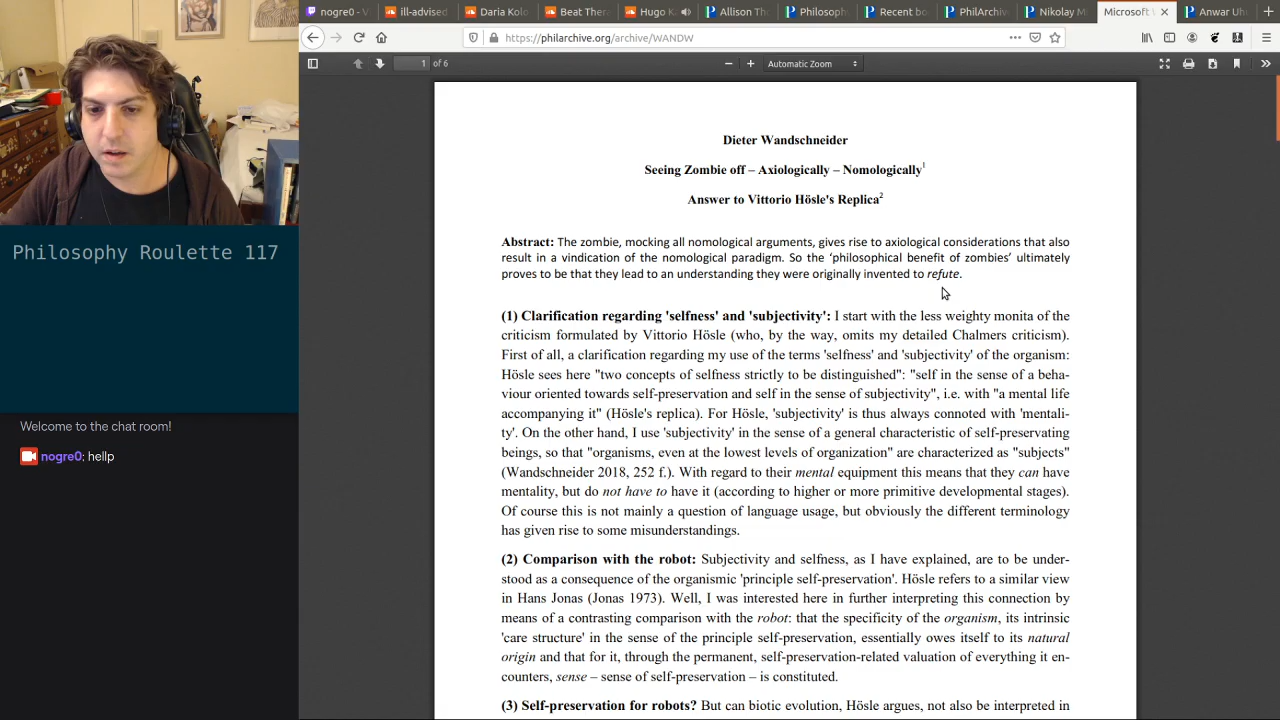 nogre0 - V
ill-advised
Daria Kolo
Beat Thera
Hugo K
Allison Th
Philosoph
Recent bo
PhilArchiv
Nikolay M
Microsoft W
Anwar Uh
https://philarchive.org/archive/WANDW
1 of 6
Automatic Zoom
Dieter Wandschneider
Seeing Zombie off – Axiologically – Nomologically1
Answer to Vittorio Hösle's Replica2
Abstract: The zombie, mocking all nomological arguments, gives rise to axiological considerations that also
result in a vindication of the nomological paradigm. So the ‘philosophical benefit of zombies’ ultimately
proves to be that they lead to an understanding they were originally invented to refute.
(1) Clarification regarding 'selfness' and 'subjectivity': I start with the less weighty monita of the
criticism formulated by Vittorio Hösle (who, by the way, omits my detailed Chalmers criticism).
First of all, a clarification regarding my use of the terms 'selfness' and 'subjectivity' of the organism:
Hösle sees here "two concepts of selfness strictly to be distinguished": "self in the sense of a beha-
viour oriented towards self-preservation and self in the sense of subjectivity", i.e. with "a mental life
accompanying it" (Hösle's replica). For Hösle, 'subjectivity' is thus always connoted with 'mentali-
ty'. On the other hand, I use 'subjectivity' in the sense of a general characteristic of self-preservating
beings, so that "organisms, even at the lowest levels of organization" are characterized as "subjects"
(Wandschneider 2018, 252 f.). With regard to their mental equipment this means that they can have
mentality, but do not have to have it (according to higher or more primitive developmental stages).
Of course this is not mainly a question of language usage, but obviously the different terminology
has given rise to some misunderstandings.
(2) Comparison with the robot: Subjectivity and selfness, as I have explained, are to be under-
stood as a consequence of the organismic 'principle self-preservation'. Hösle refers to a similar view
in Hans Jonas (Jonas 1973). Well, I was interested here in further interpreting this connection by
means of a contrasting comparison with the robot: that the specificity of the organism, its intrinsic
'care structure' in the sense of the principle self-preservation, essentially owes itself to its natural
origin and that for it, through the permanent, self-preservation-related valuation of everything it en-
counters, sense – sense of self-preservation – is constituted.
(3) Self-preservation for robots? But can biotic evolution, Hösle argues, not also be interpreted in
Philosophy Roulette 117
Welcome to the chat room!
nogre0: hellp